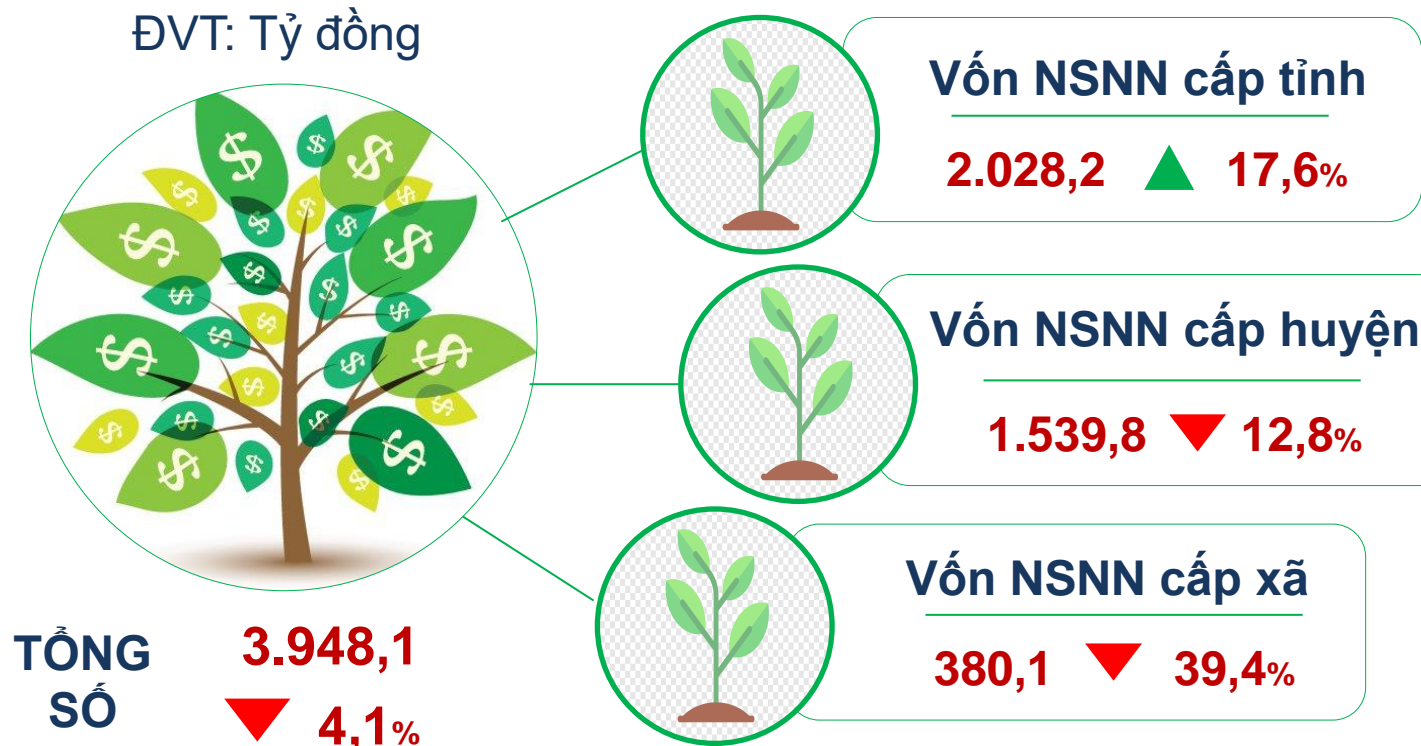 ĐVT: Tỷ đồng
Vốn NSNN cấp tỉnh
2.028,2 17,6%
Vốn NSNN cấp huyện
1.539,8 12,8%
Vốn NSNN cấp xã
380,1 39,4%
TỔNG
SỐ
3.948,1
4,1%